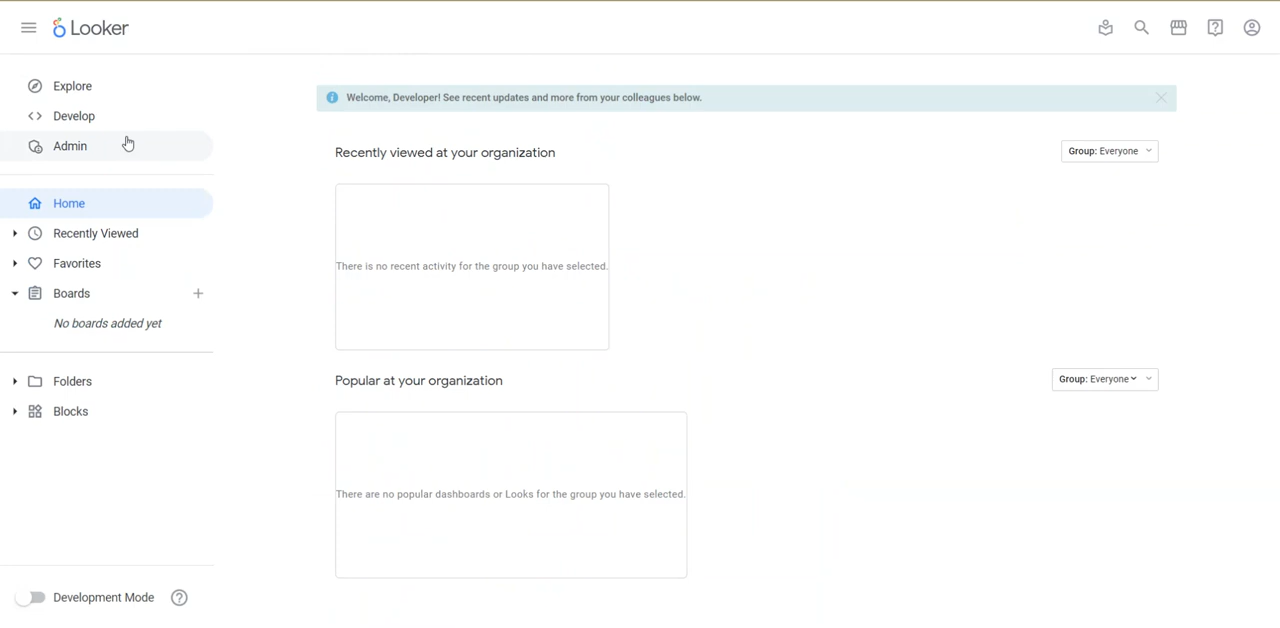 Looker
Explore
Develop
Admin
Home
Recently Viewed
Favorites
Boards
No boards added yet
Folders
Blocks
Development Mode
Welcome, Developer! See recent updates and more from your colleagues below.
Recently viewed at your organization
Group: Everyone
There is no recent activity for the group you have selected.
Popular at your organization
Group: Everyone
There are no popular dashboards or Looks for the group you have selected.